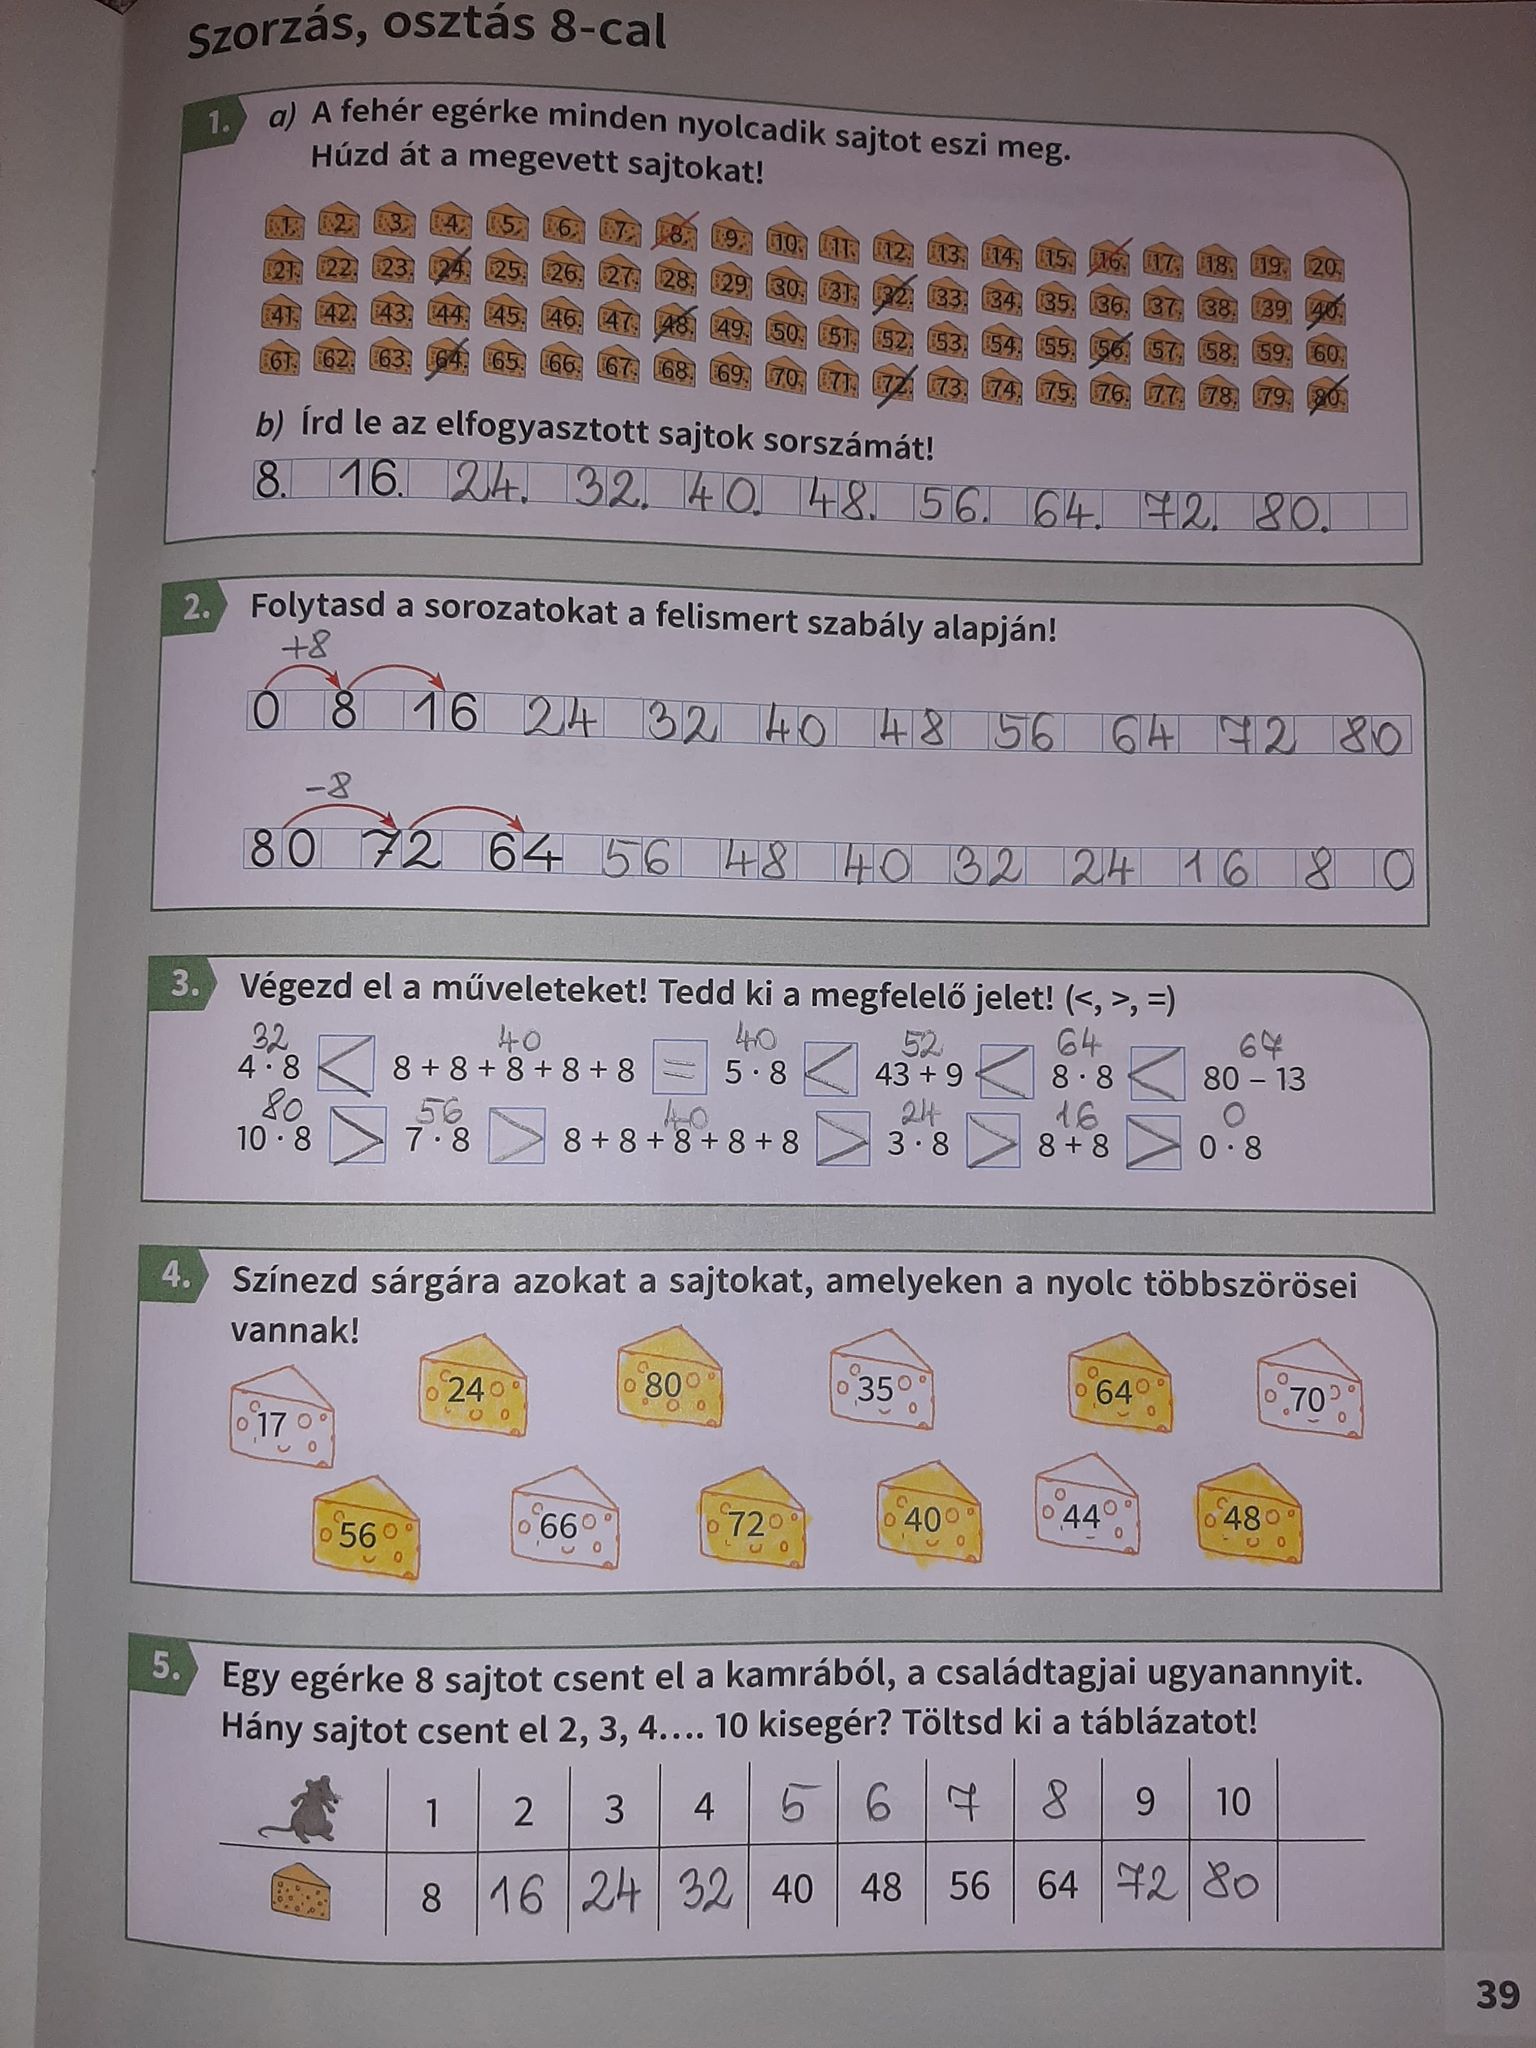 Szorzás, osztás 8-cal
1. a) A fehér egérke minden nyolcadik sajtot eszi meg.
Húzd át a megevett sajtokat!
1. 2. 3. 4. 5. 6. 7. 8. 9. 10. 11. 12. 13. 14. 15. 16. 17. 18. 19. 20.
21. 22. 23. 24. 25. 26. 27. 28. 29 30. 31. 32. 33. 34. 35. 36. 37. 38. 39 40.
41. 42. 43. 44. 45. 46. 47. 48. 49. 50. 51. 52. 53. 54. 55. 56. 57. 58. 59. 60.
61. 62. 63. 64. 65. 66. 67. 68. 69. 70. 71. 72. 73. 74. 75. 76. 77. 78. 79. 80.
b) Írd le az elfogyasztott sajtok sorszámát!
8. 16. 24. 32. 40. 48. 56. 64. 72. 80.
2. Folytasd a sorozatokat a felismert szabály alapján!
+8
0 8 16 24 32 40 48 56 64 72 80
-8
80 72 64 56 48 40 32 24 16 8 0
3. Végezd el a műveleteket! Tedd ki a megfelelő jelet! (<, >, =)
32 40 40 52 64 67
4 · 8 < 8 + 8 + 8 + 8 + 8 = 5 · 8 < 43 + 9 < 8 · 8 < 80 – 13
80 56 40 24 16 0
10 · 8 > 7 · 8 > 8 + 8 + 8 + 8 + 8 > 3 · 8 > 8 + 8 > 0 · 8
4. Színezd sárgára azokat a sajtokat, amelyeken a nyolc többszörösei
vannak!
17 24 80 35 64 70
56 66 72 40 44 48
5. Egy egérke 8 sajtot csent el a kamrából, a családtagjai ugyanannyit.
Hány sajtot csent el 2, 3, 4.... 10 kisegér? Töltsd ki a táblázatot!
1 2 3 4 5 6 7 8 9 10
8 16 24 32 40 48 56 64 72 80
39